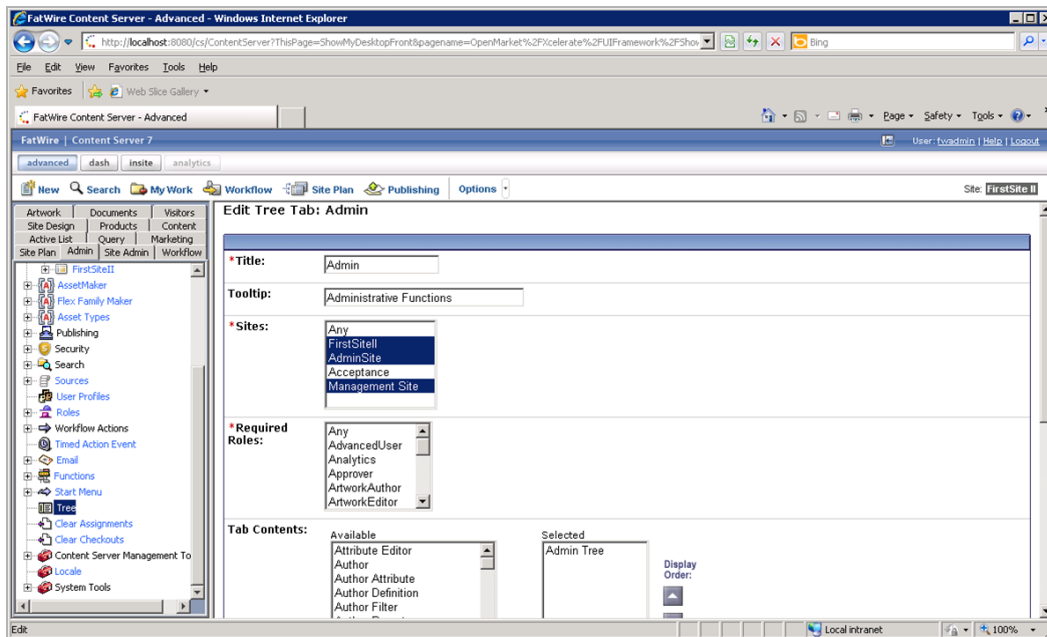 FatWire Content Server - Advanced - Windows Internet Explorer
http://localhost:8080/cs/ContentServer?ThisPage=ShowMyDesktopFront&pagename=OpenMarket%2FXcelerate%2FUIFramework%2FShow
Bing
File Edit View Favorites Tools Help
Favorites Web Slice Gallery
FatWire Content Server - Advanced
Page Safety Tools
FatWire | Content Server 7
User: fwadmin | Help | Logout
advanced dash insite analytics
New Search My Work Workflow Site Plan Publishing Options
Site: FirstSite II
Artwork Documents Visitors
Site Design Products Content
Active List Query Marketing
Site Plan Admin Site Admin Workflow
FirstSiteII
AssetMaker
Flex Family Maker
Asset Types
Publishing
Security
Search
Sources
User Profiles
Roles
Workflow Actions
Timed Action Event
Email
Functions
Start Menu
Tree
Clear Assignments
Clear Checkouts
Content Server Management To
Locale
System Tools
Edit Tree Tab: Admin
*Title:
Admin
Tooltip:
Administrative Functions
*Sites:
Any
FirstSiteII
AdminSite
Acceptance
Management Site
*Required
Roles:
Any
AdvancedUser
Analytics
Approver
ArtworkAuthor
ArtworkEditor
Tab Contents:
Available
Attribute Editor
Author
Author Attribute
Author Definition
Author Filter
Selected
Admin Tree
Display
Order:
Edit
Local intranet
100%